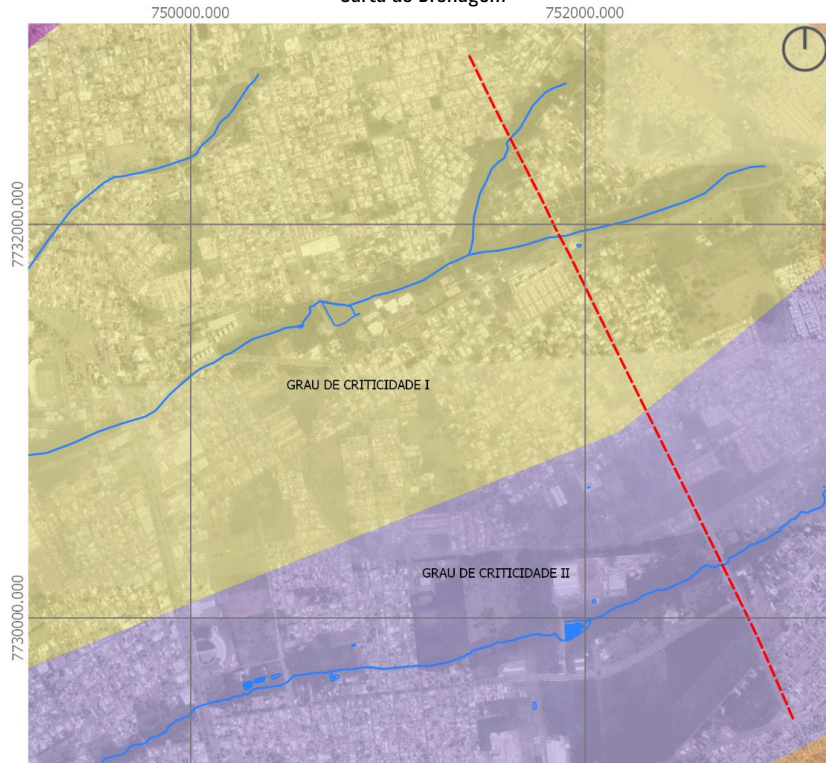 Carta de Drenagem
750000.000
752000.000
7732000.000
GRAU DE CRITICIDADE I
GRAU DE CRITICIDADE II
7730000.000